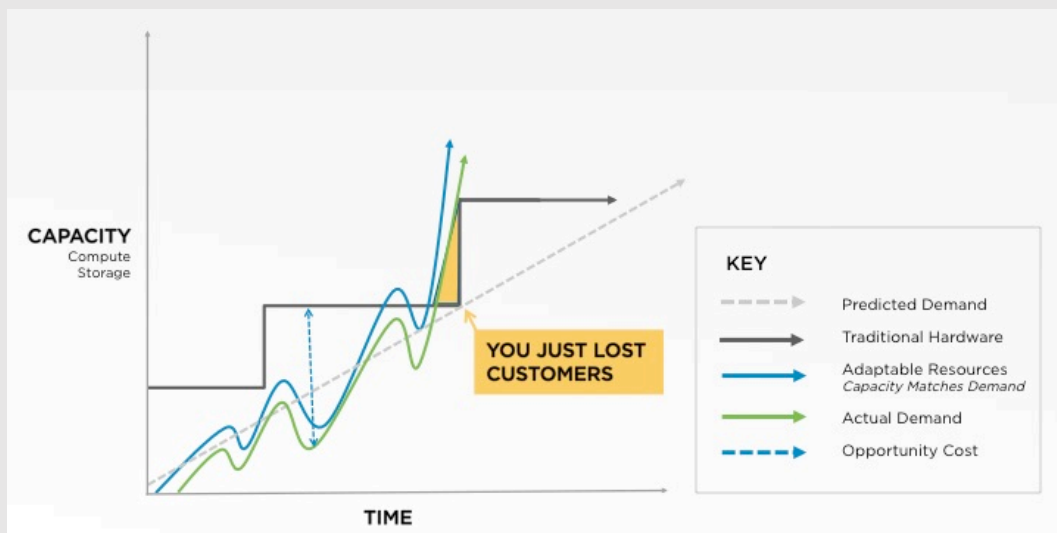 CAPACITY
Compute
Storage
YOU JUST LOST
CUSTOMERS
TIME
KEY
Predicted Demand
Traditional Hardware
Adaptable Resources
Capacity Matches Demand
Actual Demand
Opportunity Cost